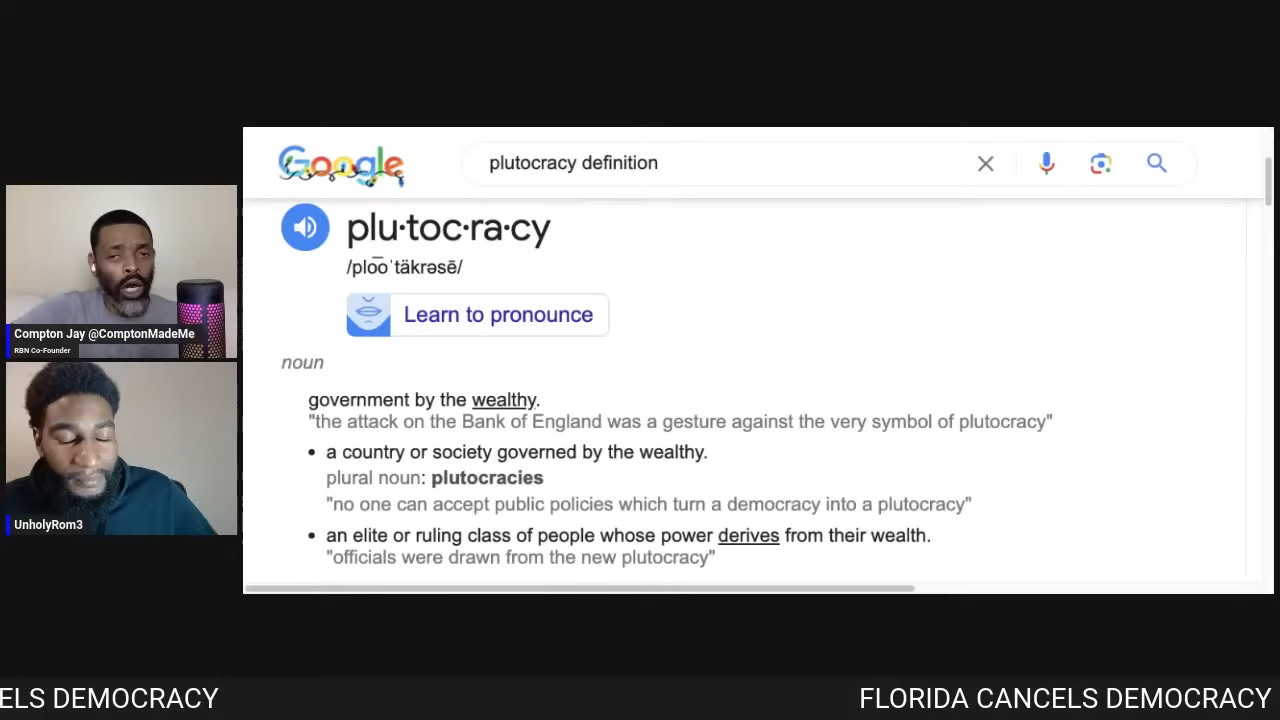 Google
plutocracy definition
plu·toc·ra·cy
/plo͞oˈtäkrəsē/
Learn to pronounce
noun
government by the wealthy.
"the attack on the Bank of England was a gesture against the very symbol of plutocracy"
• a country or society governed by the wealthy.
plural noun: plutocracies
"no one can accept public policies which turn a democracy into a plutocracy"
• an elite or ruling class of people whose power derives from their wealth.
"officials were drawn from the new plutocracy"
Compton Jay @ComptonMadeMe
RBN Co-Founder
UnholyRom3
ELS DEMOCRACY
FLORIDA CANCELS DEMOCRACY